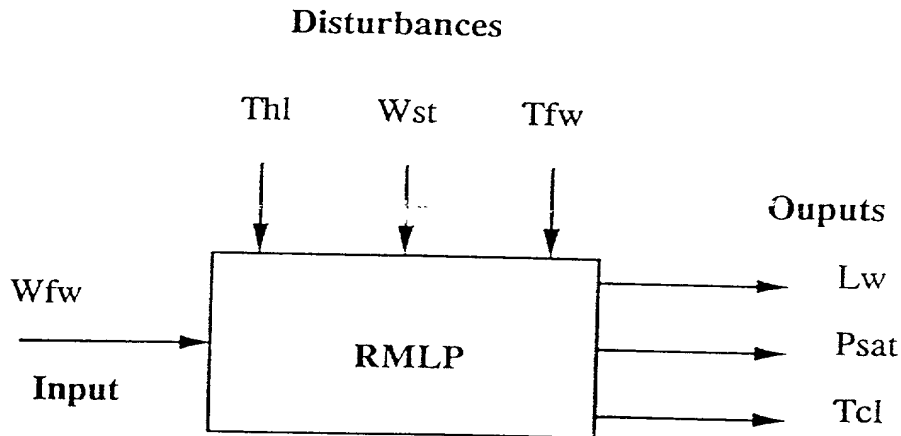 Disturbances
Thl Wst Tfw
Ouputs
Wfw
Lw
RMLP
Psat
Input
Tcl